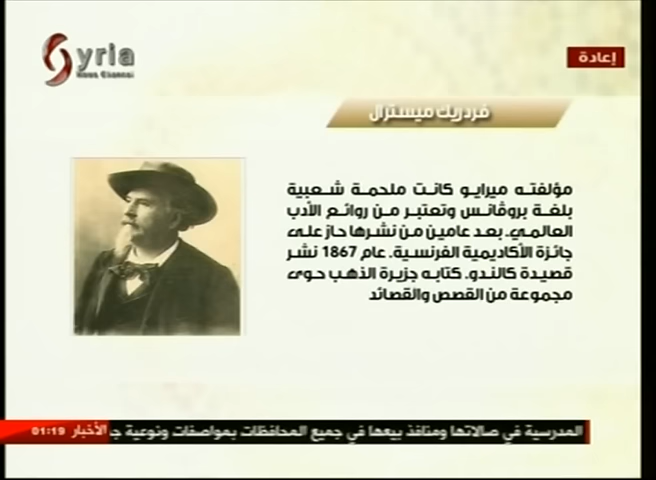 Syria
News Channel
إعادة
فردريك ميسترال
مؤلفته ميرايو كانت ملحمة شعبية
بلغة بروڤانس وتعتبر من روائع الأدب
العالمي. بعد عامين من نشرها حاز على
جائزة الأكاديمية الفرنسية. عام 1867 نشر
قصيدة كالندو. كتابه جزيرة الذهب حوى
مجموعة من القصص والقصائد
الأخبار 01:19
المدرسية في صالاتها ومنافذ بيعها في جميع المحافظات بمواصفات ونوعية ج